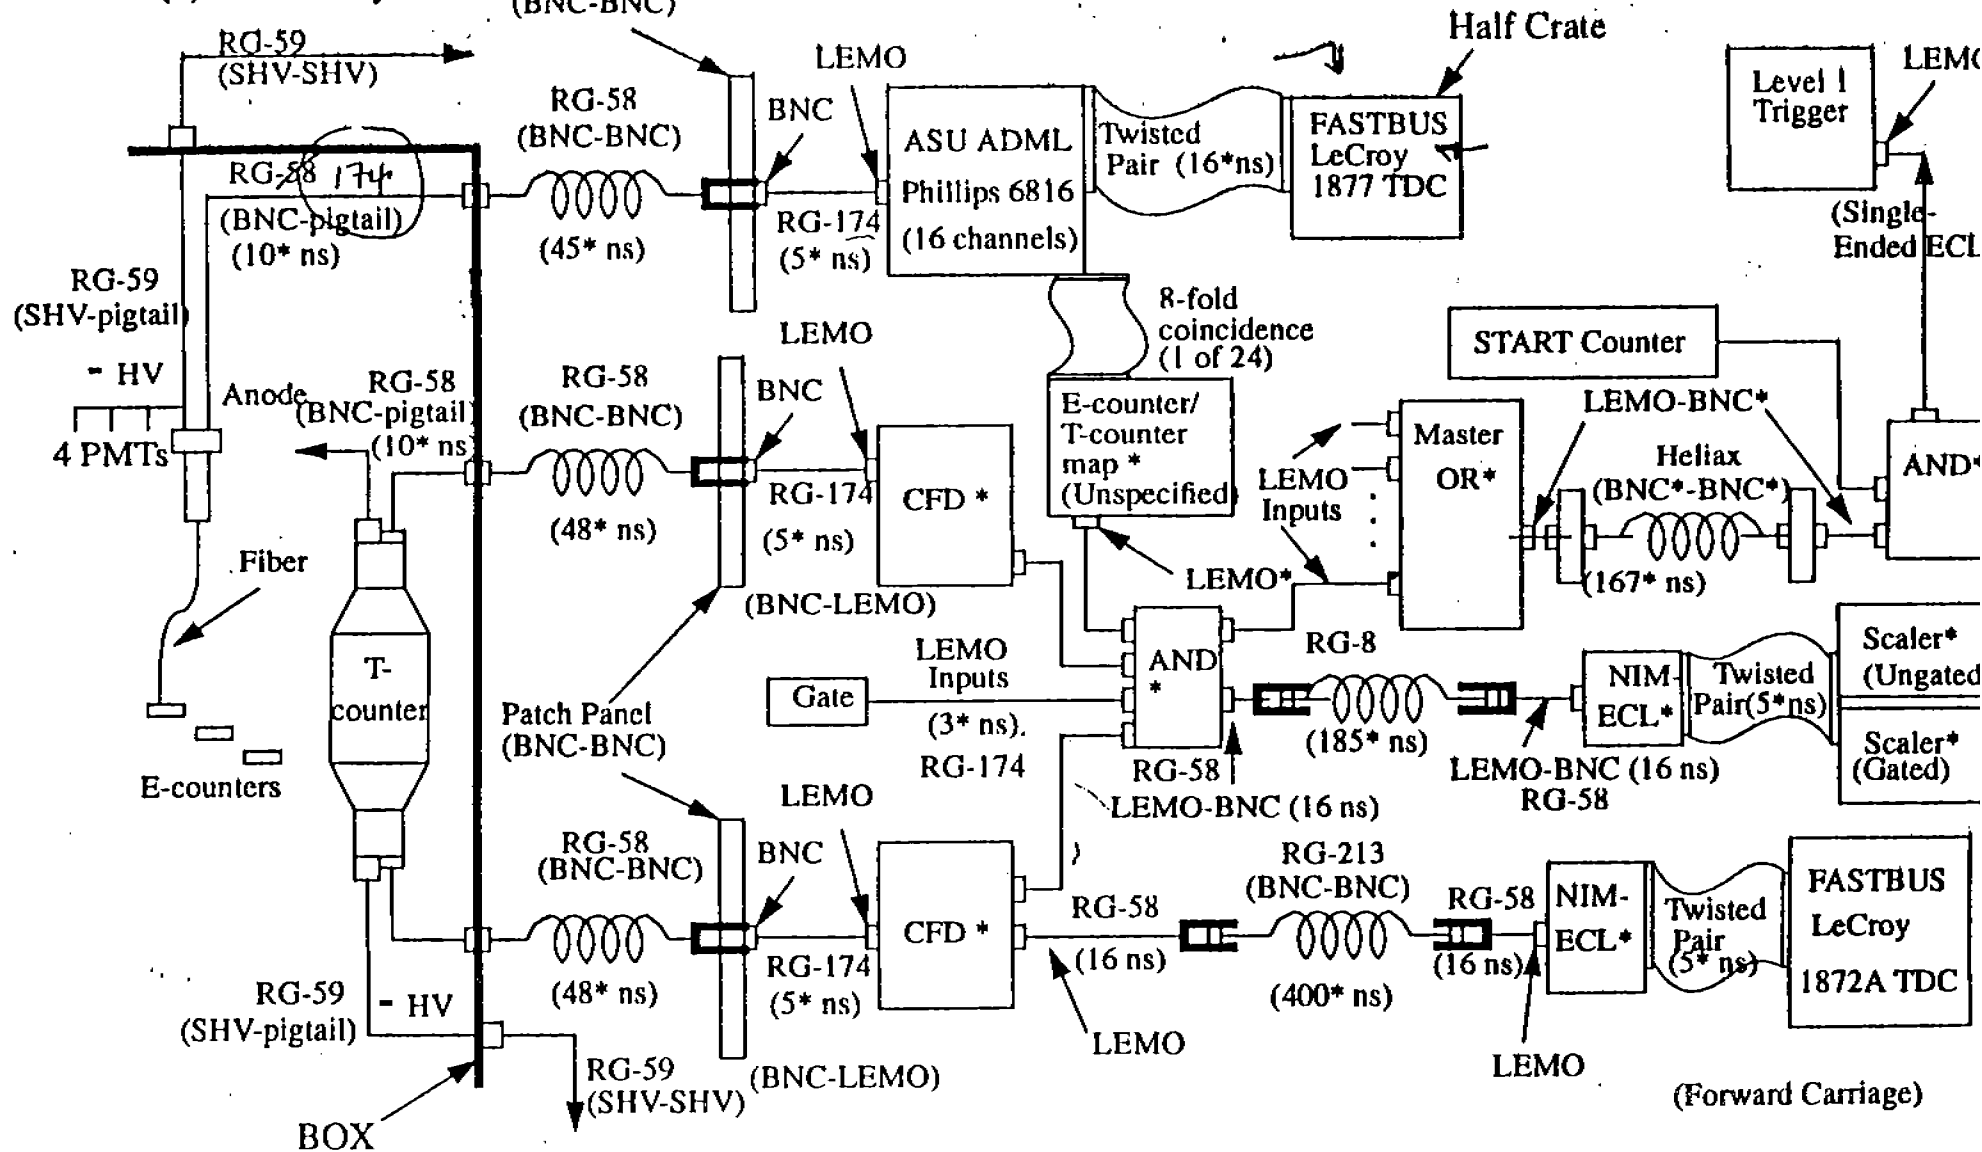 (BNC-BNC)
RG-59
(SHV-SHV)
RG-58
(BNC-BNC)
(45* ns)
RG-58 174
(BNC-pigtail)
(10* ns)
RG-59
(SHV-pigtail)
- HV
4 PMTs
Fiber
E-counters
LEMO
BNC
RG-174
(5* ns)
ASU ADML
Phillips 6816
(16 channels)
Twisted
Pair (16*ns)
Half Crate
FASTBUS
LeCroy
1877 TDC
Level 1
Trigger
LEMO
(Single-
Ended ECL
8-fold
coincidence
(1 of 24)
E-counter/
T-counter
map *
(Unspecified)
LEMO*
START Counter
LEMO-BNC*
Master
OR*
LEMO
Inputs
Heliax
(BNC*-BNC*)
(167* ns)
AND*
Anode
RG-58
(BNC-pigtail
(10* ns
RG-58
(BNC-BNC)
(48* ns)
LEMO
BNC
RG-174
(5* ns)
CFD *
(BNC-LEMO)
T-
counter
Patch Panel
(BNC-BNC)
Gate
LEMO
Inputs
(3* ns)
RG-174
AND
*
RG-58
LEMO-BNC (16 ns)
RG-8
(185* ns)
LEMO-BNC (16 ns)
RG-58
NIM-
ECL*
Twisted
Pair(5*ns)
Scaler*
(Ungated
Scaler*
(Gated)
RG-58
(BNC-BNC)
(48* ns)
LEMO
BNC
RG-174
(5* ns)
CFD *
(BNC-LEMO)
RG-58
(16 ns)
LEMO
RG-213
(BNC-BNC)
(400* ns)
RG-58
(16 ns)
LEMO
NIM-
ECL*
Twisted
Pair
(5* ns)
FASTBUS
LeCroy
1872A TDC
RG-59
(SHV-pigtail)
- HV
RG-59
(SHV-SHV)
BOX
(Forward Carriage)